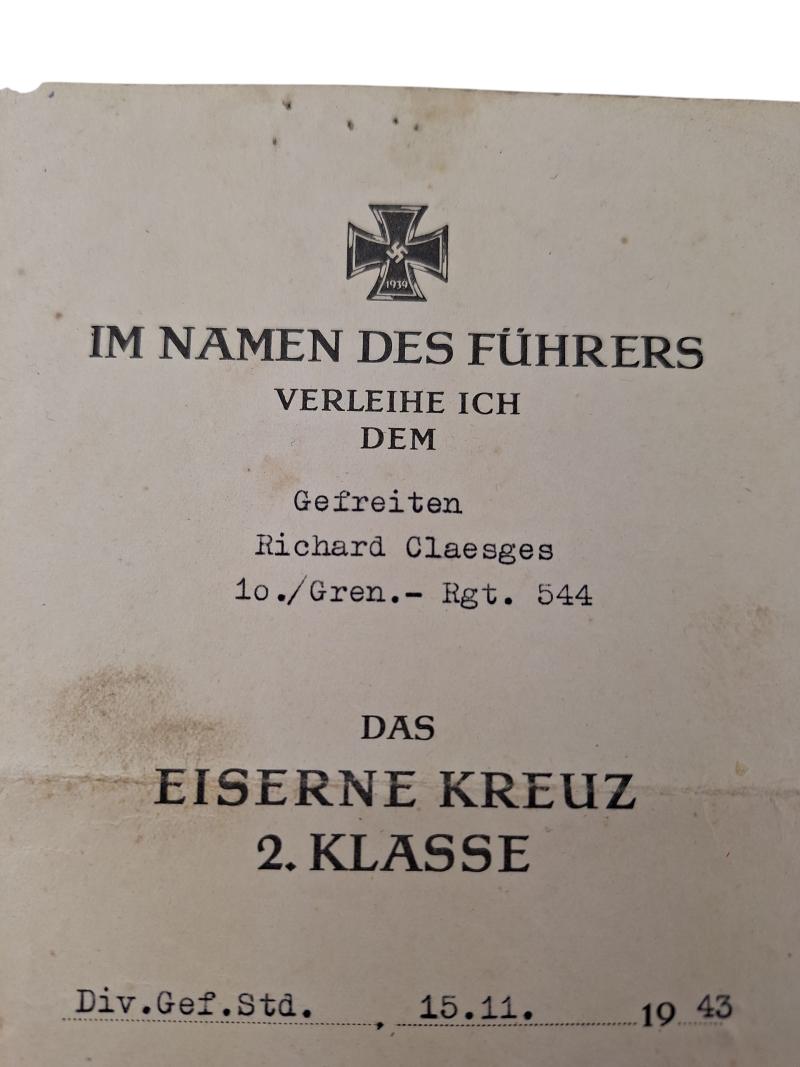 1939
IM NAMEN DES FÜHRERS
VERLEIHE ICH
DEM
Gefreiten
Richard Claesges
1o./Gren.- Rgt. 544
DAS
EISERNE KREUZ
2. KLASSE
Div.Gef.Std. , 15.11. 19 43